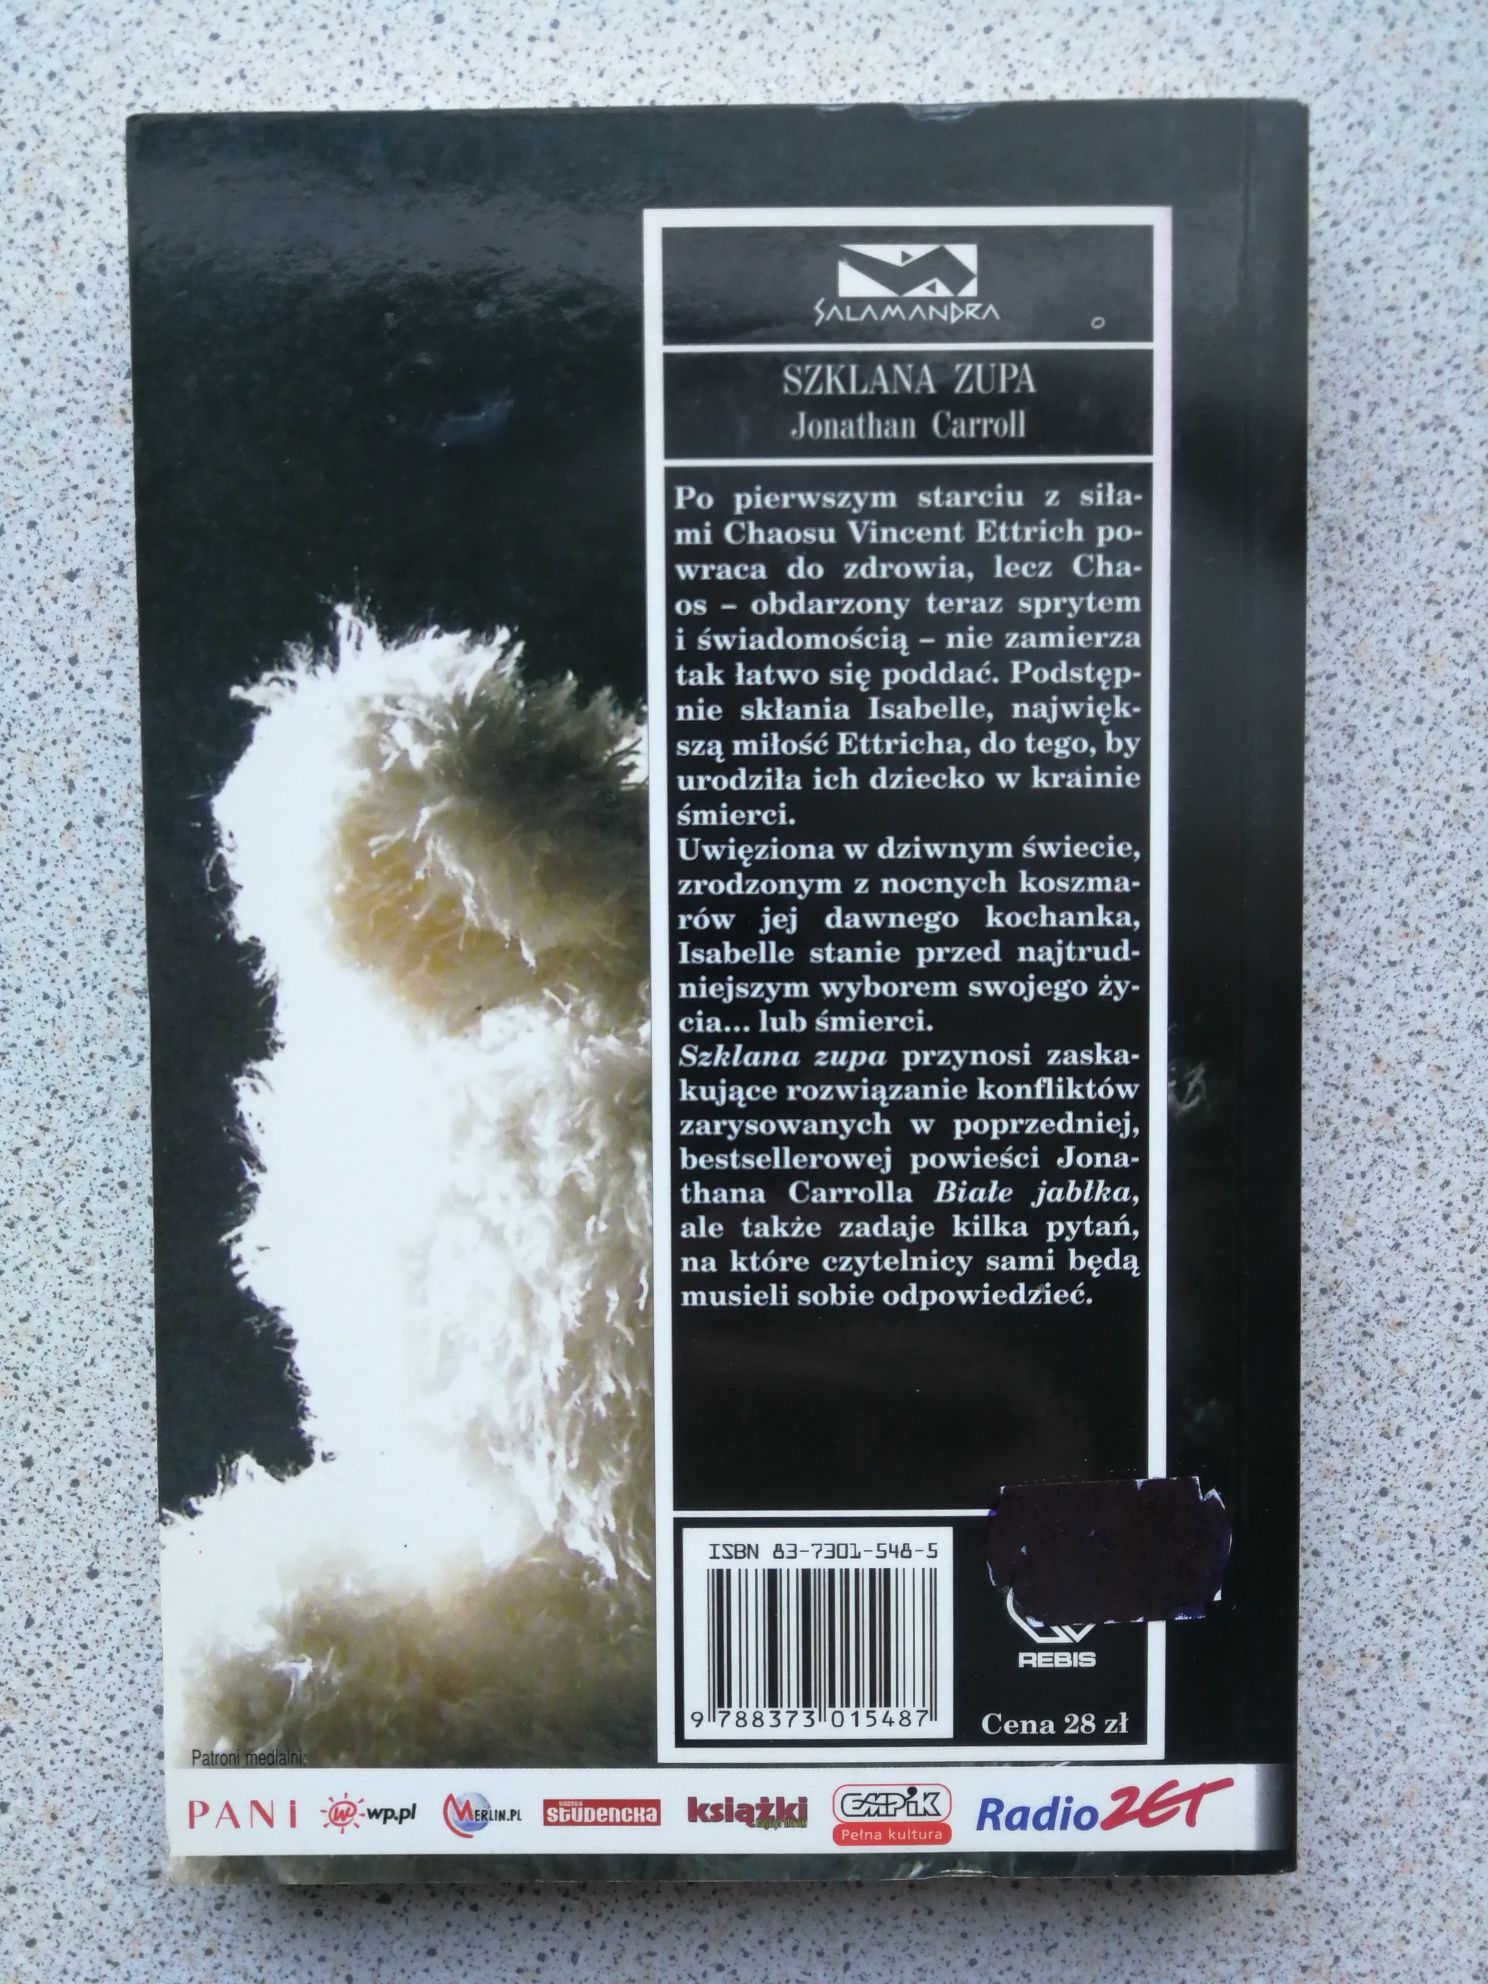 SALAMANDRA
SZKLANA ZUPA
Jonathan Carroll
Po pierwszym starciu z siła-
mi Chaosu Vincent Ettrich po-
wraca do zdrowia, lecz Cha-
os – obdarzony teraz sprytem
i świadomością – nie zamierza
tak łatwo się poddać. Podstęp-
nie skłania Isabelle, najwięk-
szą miłość Ettricha, do tego, by
urodziła ich dziecko w krainie
śmierci.
Uwięziona w dziwnym świecie,
zrodzonym z nocnych koszma-
rów jej dawnego kochanka,
Isabelle stanie przed najtrud-
niejszym wyborem swojego ży-
cia... lub śmierci.
Szklana zupa przynosi zaska-
kujące rozwiązanie konfliktów
zarysowanych w poprzedniej,
bestsellerowej powieści Jona-
thana Carrolla Białe jabłka,
ale także zadaje kilka pytań,
na które czytelnicy sami będą
musieli sobie odpowiedzieć.
ISBN 83-7301-548-5
9 788373 015487
REBIS
Cena 28 zł
Patroni medialni:
PANI
wp.pl
MERLIN.PL
GAZETA
STUDENCKA
książki
EMPiK
Pełna kultura
Radio ZET